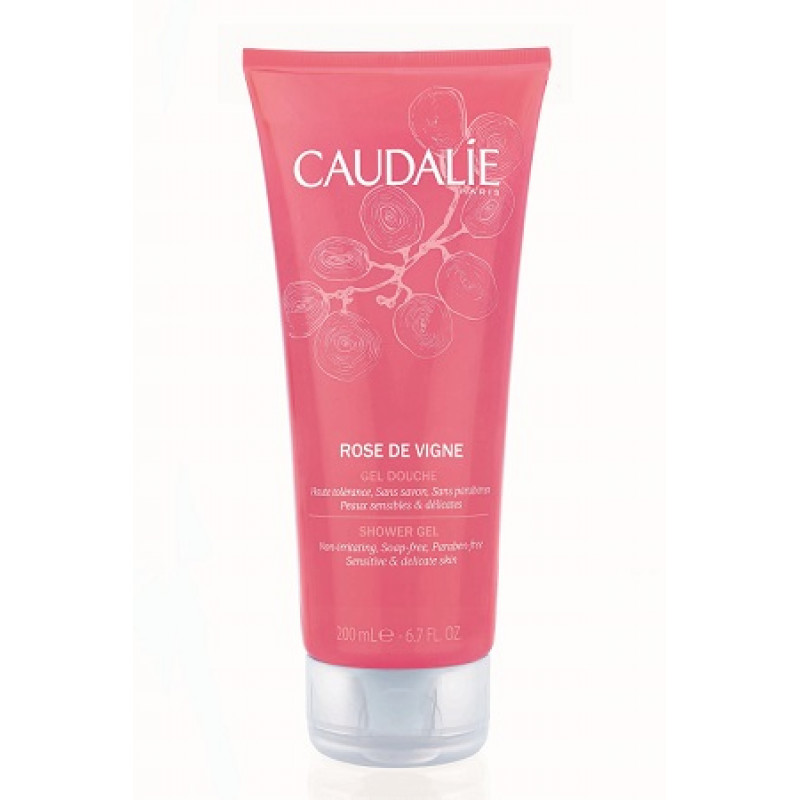 CAUDALÍE
PARIS
ROSE DE VIGNE
GEL DOUCHE
Haute tolérance, Sans savon, Sans parabens
Peaux sensibles & délicates
SHOWER GEL
Non-irritating, Soap-free, Paraben-free
Sensitive & delicate skin
200 mL℮ - 6.7 FL. OZ.